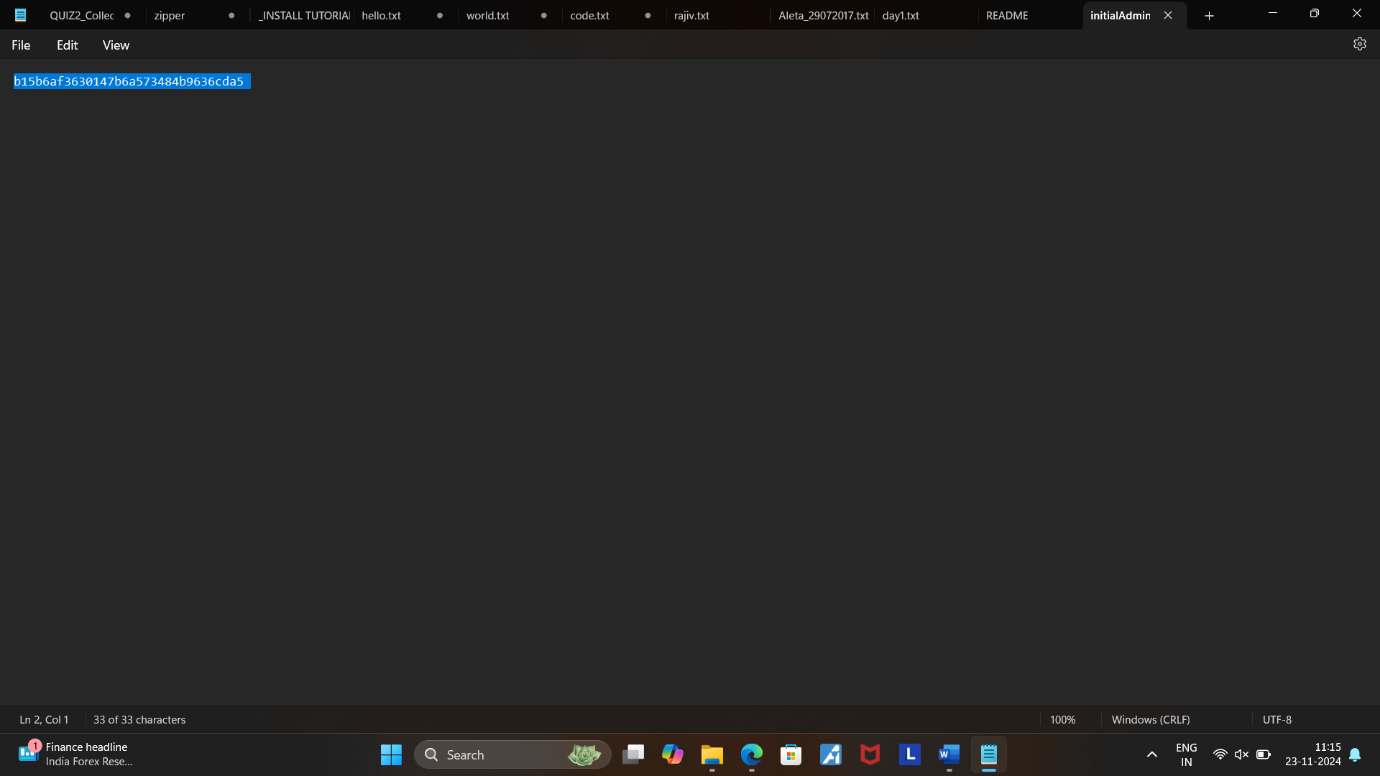 QUIZ2_Collec
zipper
_INSTALL TUTORIAL
hello.txt
world.txt
code.txt
rajiv.txt
Aleta_29072017.txt
day1.txt
README
initialAdmin
File
Edit
View
b15b6af3630147b6a573484b9636cda5
Ln 2, Col 1
33 of 33 characters
100%
Windows (CRLF)
UTF-8
1
Finance headline
India Forex Rese...
Search
L
W
ENG
IN
11:15
23-11-2024